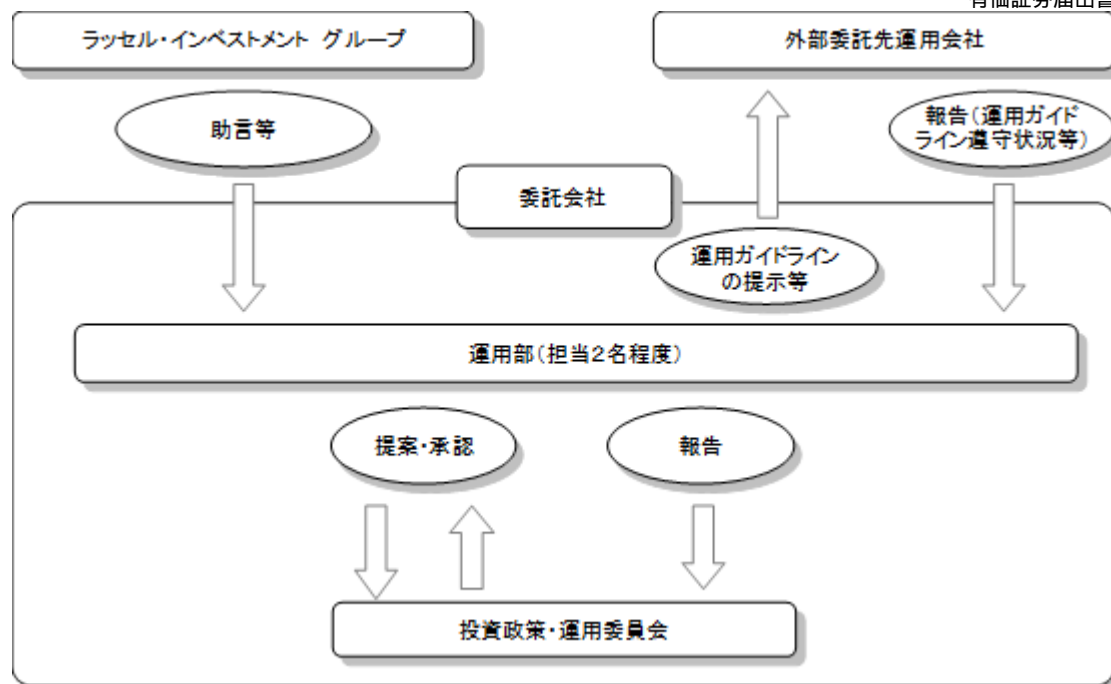 有価証券届出書
ラッセル・インベストメント グループ
外部委託先運用会社
助言等
報告(運用ガイド
ライン遵守状況等)
委託会社
運用ガイドライン
の提示等
運用部(担当2名程度)
提案・承認
報告
投資政策・運用委員会